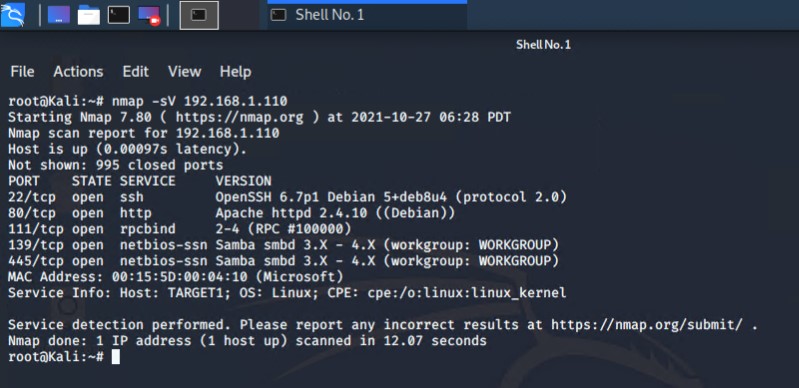 Shell No. 1
Shell No.1
File Actions Edit View Help
root@Kali:~# nmap -sV 192.168.1.110
Starting Nmap 7.80 ( https://nmap.org ) at 2021-10-27 06:28 PDT
Nmap scan report for 192.168.1.110
Host is up (0.00097s latency).
Not shown: 995 closed ports
PORT    STATE SERVICE     VERSION
22/tcp  open  ssh         OpenSSH 6.7p1 Debian 5+deb8u4 (protocol 2.0)
80/tcp  open  http        Apache httpd 2.4.10 ((Debian))
111/tcp open  rpcbind     2-4 (RPC #100000)
139/tcp open  netbios-ssn Samba smbd 3.X - 4.X (workgroup: WORKGROUP)
445/tcp open  netbios-ssn Samba smbd 3.X - 4.X (workgroup: WORKGROUP)
MAC Address: 00:15:5D:00:04:10 (Microsoft)
Service Info: Host: TARGET1; OS: Linux; CPE: cpe:/o:linux:linux_kernel
Service detection performed. Please report any incorrect results at https://nmap.org/submit/ .
Nmap done: 1 IP address (1 host up) scanned in 12.07 seconds
root@Kali:~#